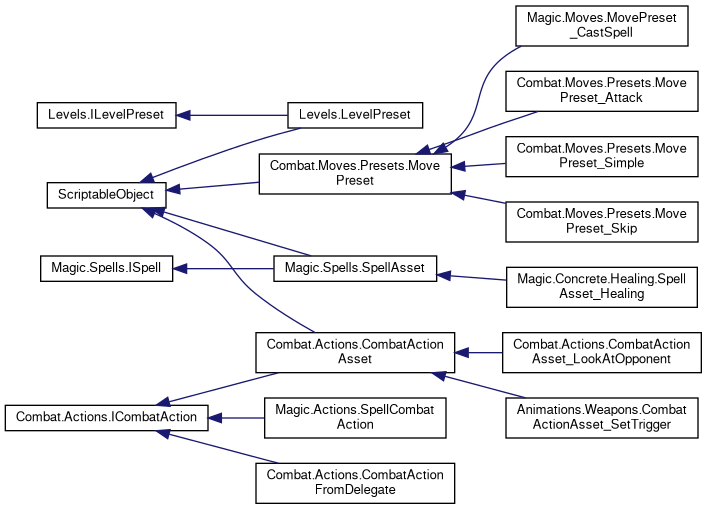 Magic.Moves.MovePreset
_CastSpell
Combat.Moves.Presets.Move
Preset_Attack
Levels.ILevelPreset
Levels.LevelPreset
Combat.Moves.Presets.Move
Preset_Simple
Combat.Moves.Presets.Move
Preset
ScriptableObject
Combat.Moves.Presets.Move
Preset_Skip
Magic.Spells.ISpell
Magic.Spells.SpellAsset
Magic.Concrete.Healing.Spell
Asset_Healing
Combat.Actions.CombatAction
Asset
Combat.Actions.CombatAction
Asset_LookAtOpponent
Combat.Actions.ICombatAction
Magic.Actions.SpellCombat
Action
Animations.Weapons.Combat
ActionAsset_SetTrigger
Combat.Actions.CombatAction
FromDelegate